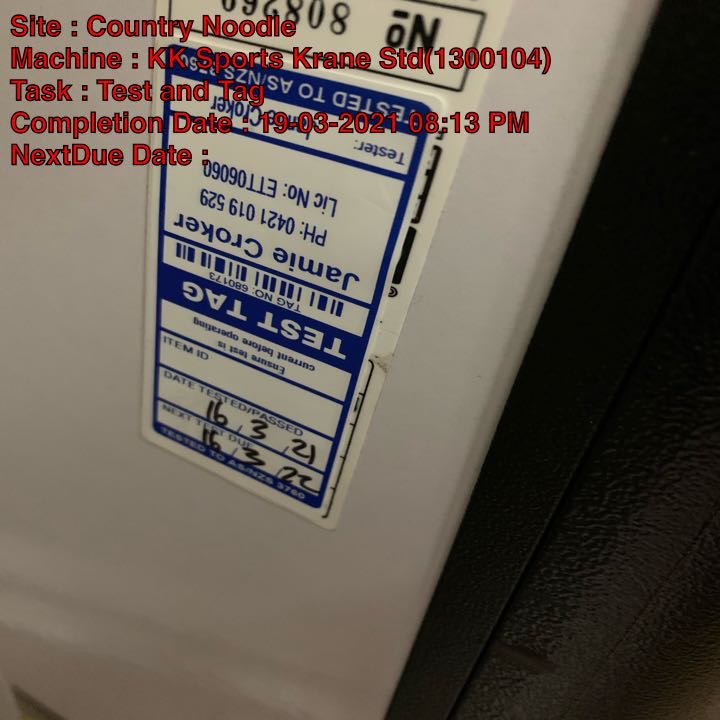 Site : Country Noodle
Machine : KK Sports Krane Std(1300104)
Task : Test and Tag
Completion Date : 19-03-2021 08:13 PM
NextDue Date :
No
808269
TESTED TO AS/NZS 3760
Tester:
Croker
Lic No: ETT06060
PH: 0421 019 529
Jamie Croker
TAG NO: 680173
TEST TAG
Ensure test is
current before operating
ITEM ID
DATE TESTED/PASSED
16 / 3 / 21
NEXT TEST DUE
16 / 3 / 22
TESTED TO AS/NZS 3760